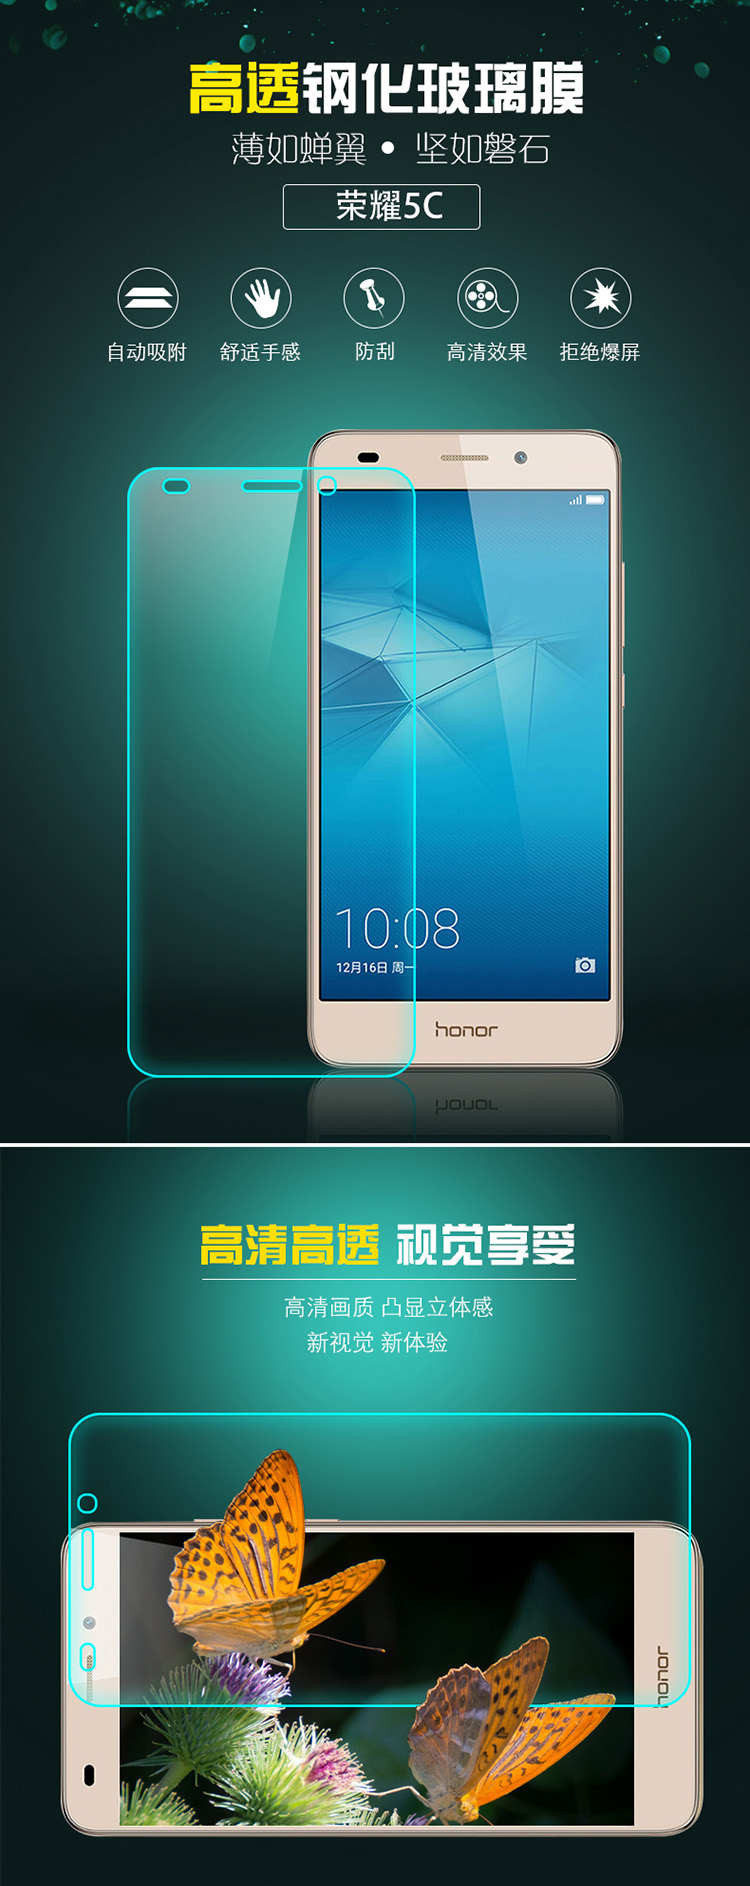 高透钢化玻璃膜
薄如蝉翼 • 坚如磐石
荣耀5C
自动吸附 舒适手感 防刮 高清效果 拒绝爆屏
10:08
12月16日 周一
honor
高清高透 视觉享受
高清画质 凸显立体感
新视觉 新体验
honor